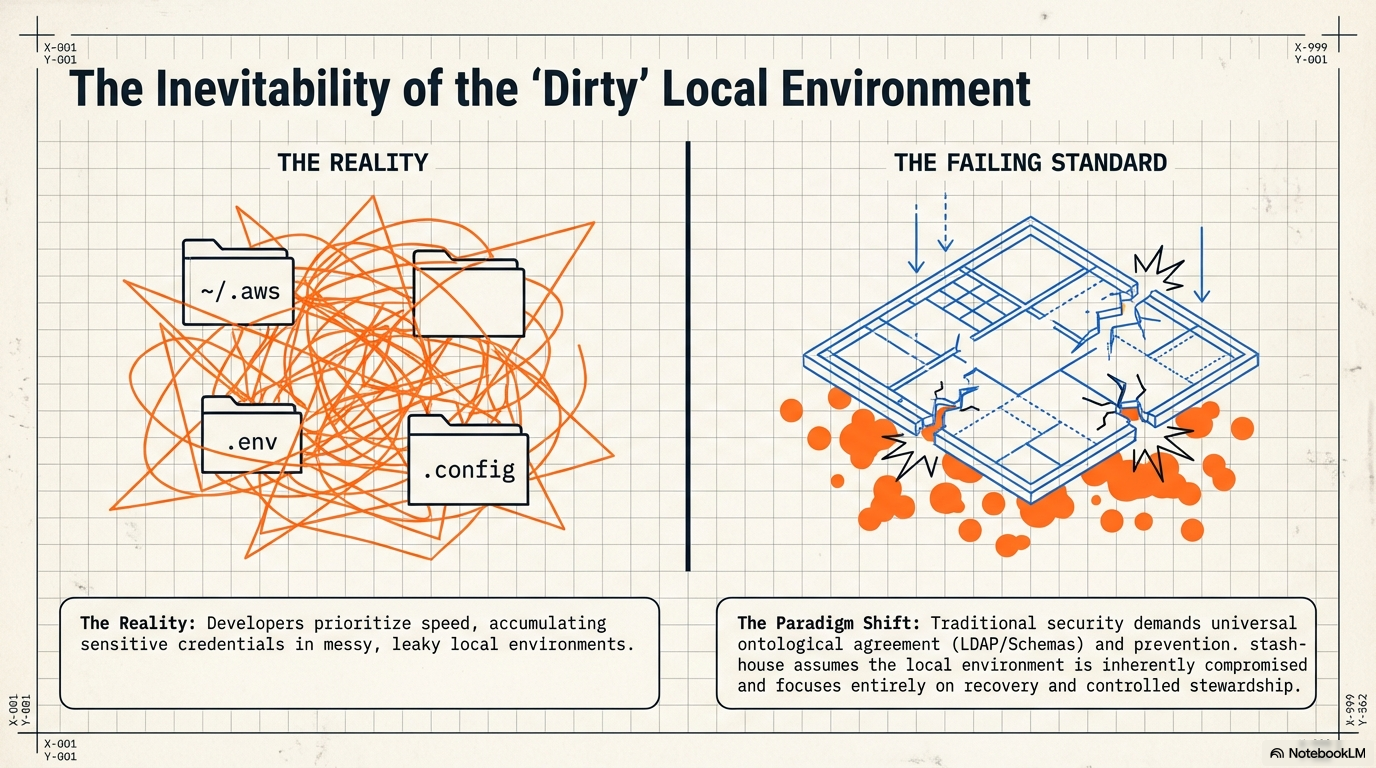 X-001
Y-001
X-999
Y-001
The Inevitability of the ‘Dirty’ Local Environment
THE REALITY
THE FAILING STANDARD
~/.aws
.env
.config
The Reality: Developers prioritize speed, accumulating
sensitive credentials in messy, leaky local environments.
The Paradigm Shift: Traditional security demands universal
ontological agreement (LDAP/Schemas) and prevention. stash-
house assumes the local environment is inherently compromised
and focuses entirely on recovery and controlled stewardship.
X-001
Y-001
X-999
Y-362
X-001
Y-001
NotebookLM